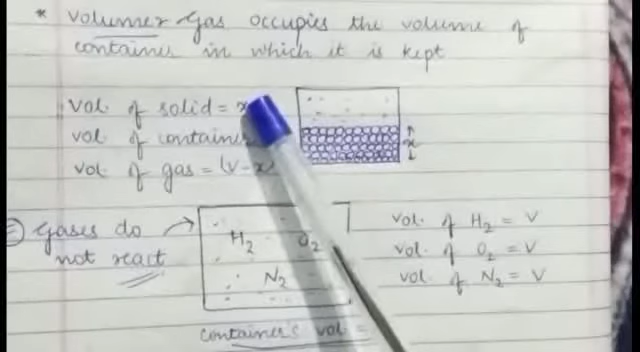 * Volume:- Gas occupies the volume of
container in which it is kept
vol. of solid = x
vol of container
vol. of gas = (V-x)
x
Gases do
not react
H₂ O₂
N₂
container's vol =
vol. of H₂ = V
vol. of O₂ = V
vol. of N₂ = V